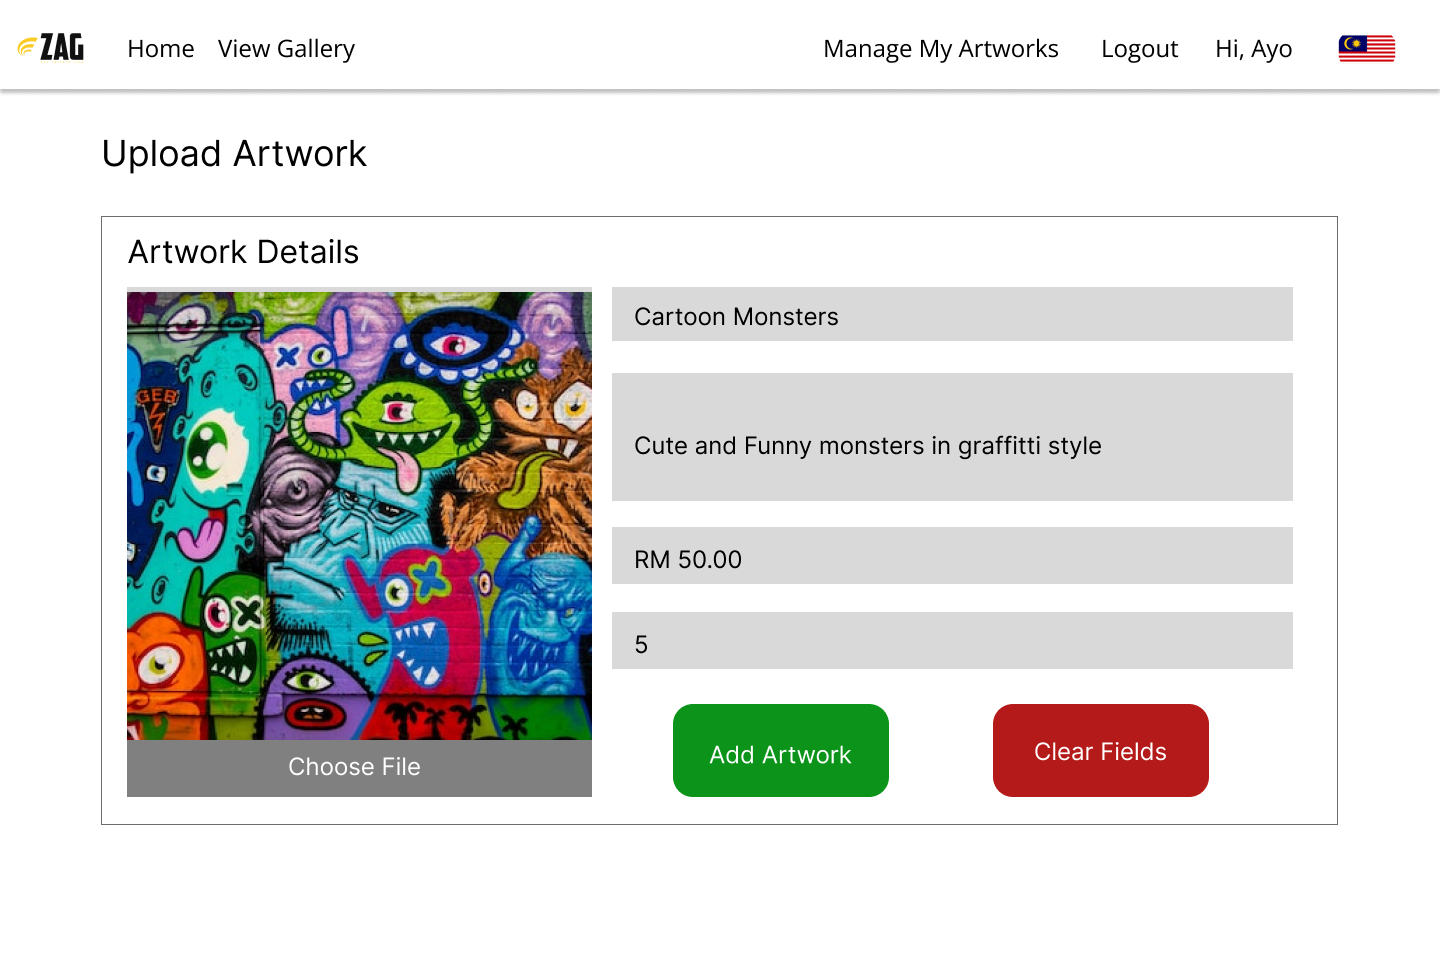 ZAG
Home
View Gallery
Manage My Artworks
Logout
Hi, Ayo
Upload Artwork
Artwork Details
GEB
Cartoon Monsters
Cute and Funny monsters in graffitti style
RM 50.00
5
Choose File
Add Artwork
Clear Fields